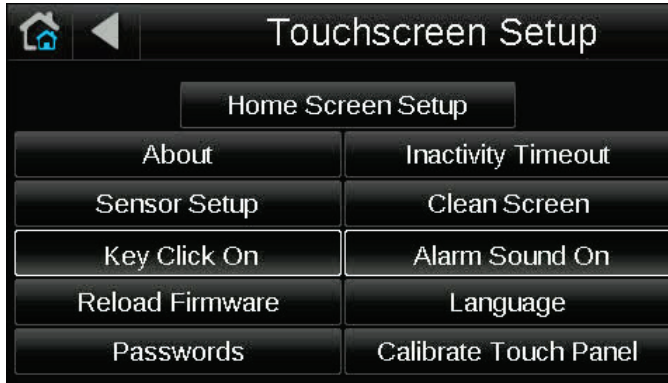 Touchscreen Setup
Home Screen Setup
About
Inactivity Timeout
Sensor Setup
Clean Screen
Key Click On
Alarm Sound On
Reload Firmware
Language
Passwords
Calibrate Touch Panel